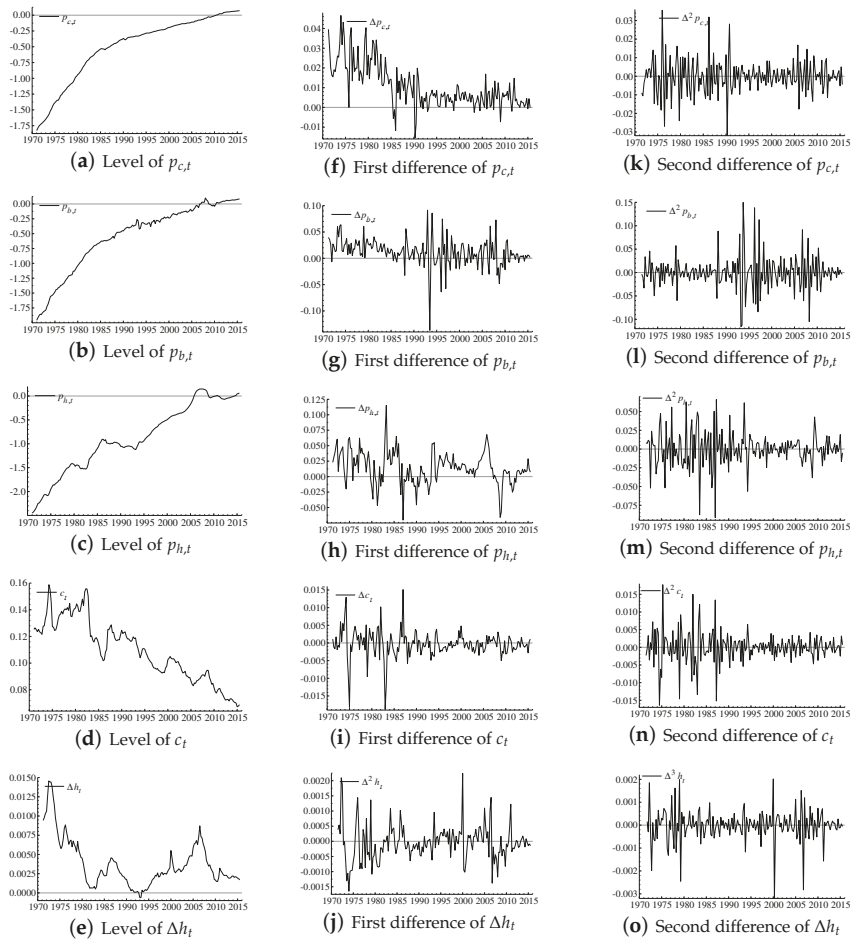 p_{c,t}
0.00
-0.25
-0.50
-0.75
-1.00
-1.25
-1.50
-1.75
1970 1975 1980 1985 1990 1995 2000 2005 2010 2015
(a) Level of p_{c,t}
Δp_{c,t}
0.04
0.03
0.02
0.01
0.00
-0.01
1970 1975 1980 1985 1990 1995 2000 2005 2010 2015
(f) First difference of p_{c,t}
Δ² p_{c,t}
0.03
0.02
0.01
0.00
-0.01
-0.02
-0.03
1970 1975 1980 1985 1990 1995 2000 2005 2010 2015
(k) Second difference of p_{c,t}
p_{b,t}
0.00
-0.25
-0.50
-0.75
-1.00
-1.25
-1.50
-1.75
1970 1975 1980 1985 1990 1995 2000 2005 2010 2015
(b) Level of p_{b,t}
Δp_{b,t}
0.10
0.05
0.00
-0.05
-0.10
1970 1975 1980 1985 1990 1995 2000 2005 2010 2015
(g) First difference of p_{b,t}
Δ² p_{b,t}
0.15
0.10
0.05
0.00
-0.05
-0.10
1970 1975 1980 1985 1990 1995 2000 2005 2010 2015
(l) Second difference of p_{b,t}
p_{h,t}
0.0
-0.5
-1.0
-1.5
-2.0
1970 1975 1980 1985 1990 1995 2000 2005 2010 2015
(c) Level of p_{h,t}
Δp_{h,t}
0.125
0.100
0.075
0.050
0.025
0.000
-0.025
-0.050
1970 1975 1980 1985 1990 1995 2000 2005 2010 2015
(h) First difference of p_{h,t}
Δ² p_{h,t}
0.050
0.025
0.000
-0.025
-0.050
-0.075
1970 1975 1980 1985 1990 1995 2000 2005 2010 2015
(m) Second difference of p_{h,t}
c_t
0.16
0.14
0.12
0.10
0.08
1970 1975 1980 1985 1990 1995 2000 2005 2010 2015
(d) Level of c_t
Δc_t
0.015
0.010
0.005
0.000
-0.005
-0.010
-0.015
1970 1975 1980 1985 1990 1995 2000 2005 2010 2015
(i) First difference of c_t
Δ² c_t
0.015
0.010
0.005
0.000
-0.005
-0.010
-0.015
1970 1975 1980 1985 1990 1995 2000 2005 2010 2015
(n) Second difference of c_t
Δh_t
0.0150
0.0125
0.0100
0.0075
0.0050
0.0025
0.0000
1970 1975 1980 1985 1990 1995 2000 2005 2010 2015
(e) Level of Δh_t
Δ² h_t
0.0020
0.0015
0.0010
0.0005
0.0000
-0.0005
-0.0010
-0.0015
1970 1975 1980 1985 1990 1995 2000 2005 2010 2015
(j) First difference of Δh_t
Δ³ h_t
0.002
0.001
0.000
-0.001
-0.002
-0.003
1970 1975 1980 1985 1990 1995 2000 2005 2010 2015
(o) Second difference of Δh_t